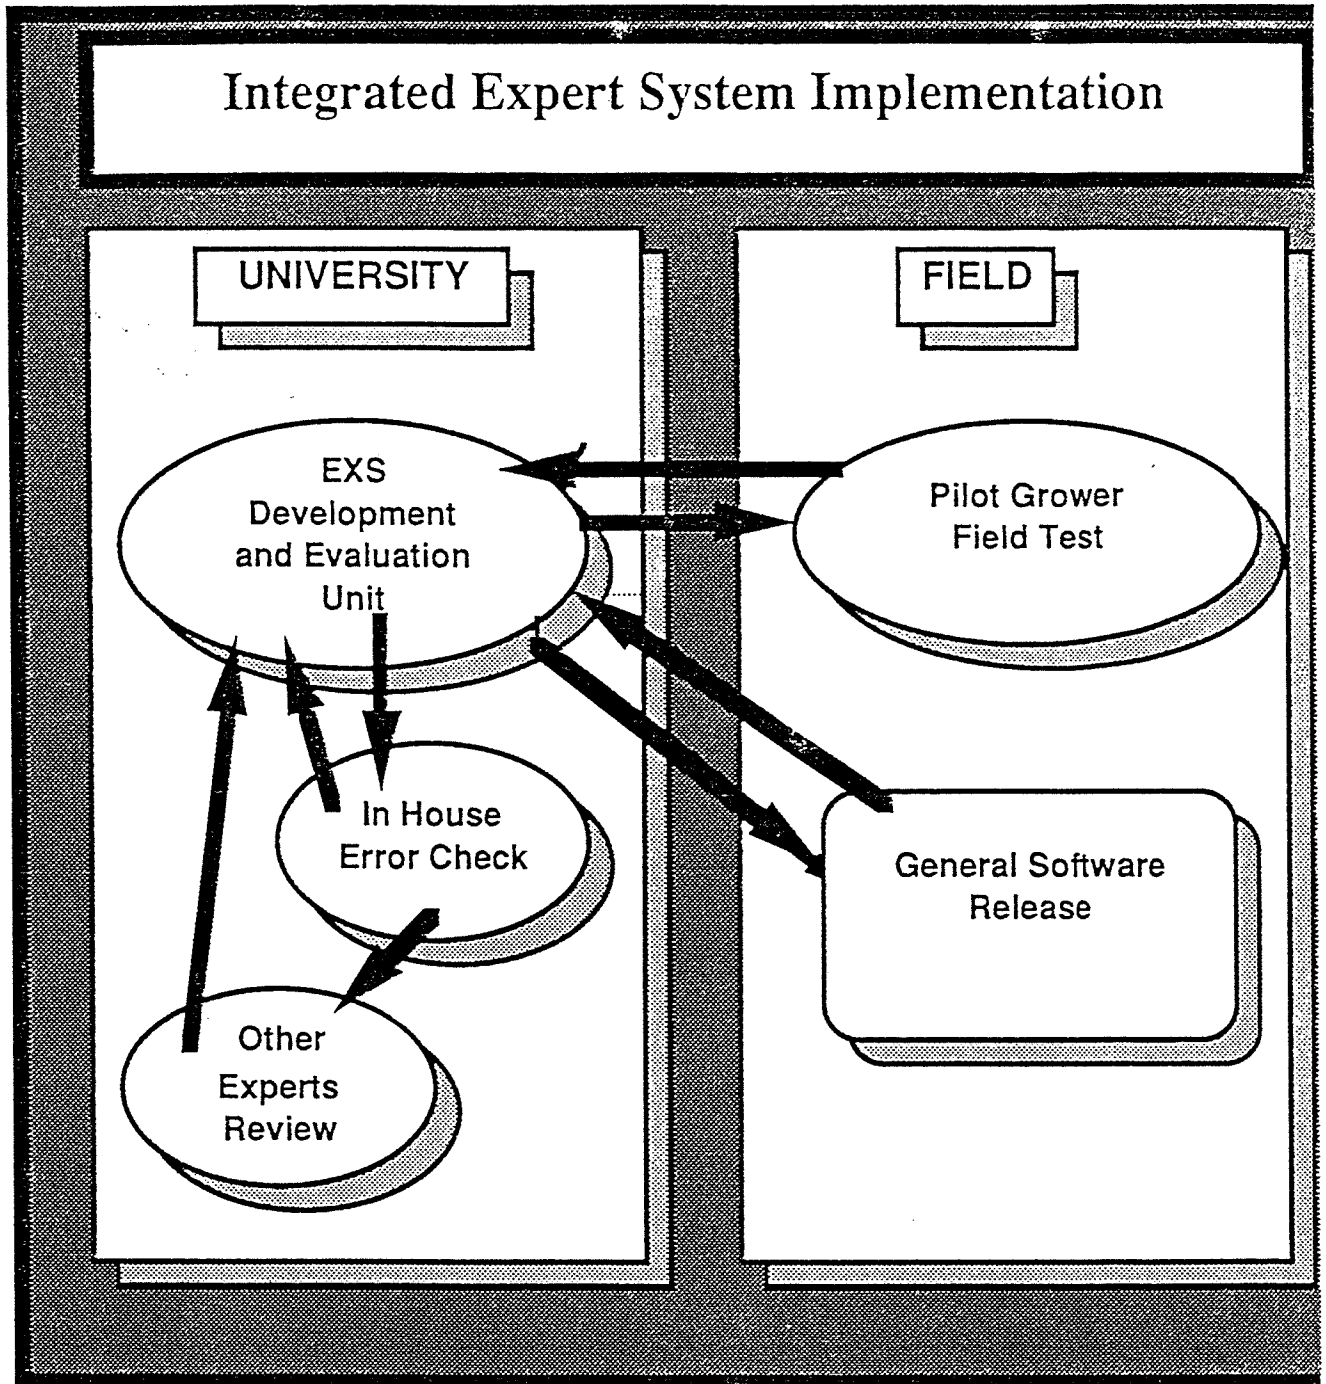 Integrated Expert System Implementation
UNIVERSITY
EXS
Development
and Evaluation
Unit
In House
Error Check
Other
Experts
Review
FIELD
Pilot Grower
Field Test
General Software
Release